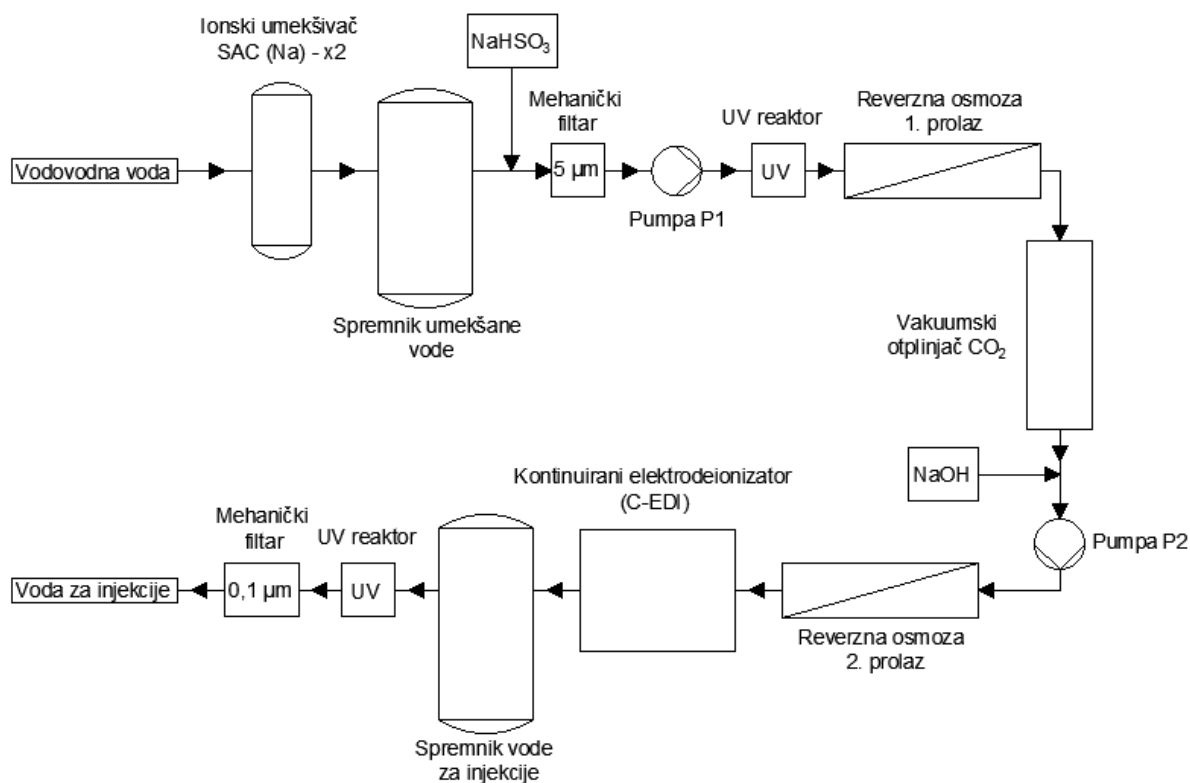 Ionski umekšivač
SAC (Na) - x2
NaHSO₃
Mehanički
filtar
UV reaktor
Reverzna osmoza
1. prolaz
Vodovodna voda
5 µm
UV
Pumpa P1
Spremnik umekšane
vode
Vakuumski
otplinjač CO₂
NaOH
Kontinuirani elektrodeionizator
(C-EDI)
Pumpa P2
Mehanički
filtar
UV reaktor
Voda za injekcije
0,1 µm
UV
Reverzna osmoza
2. prolaz
Spremnik vode
za injekcije